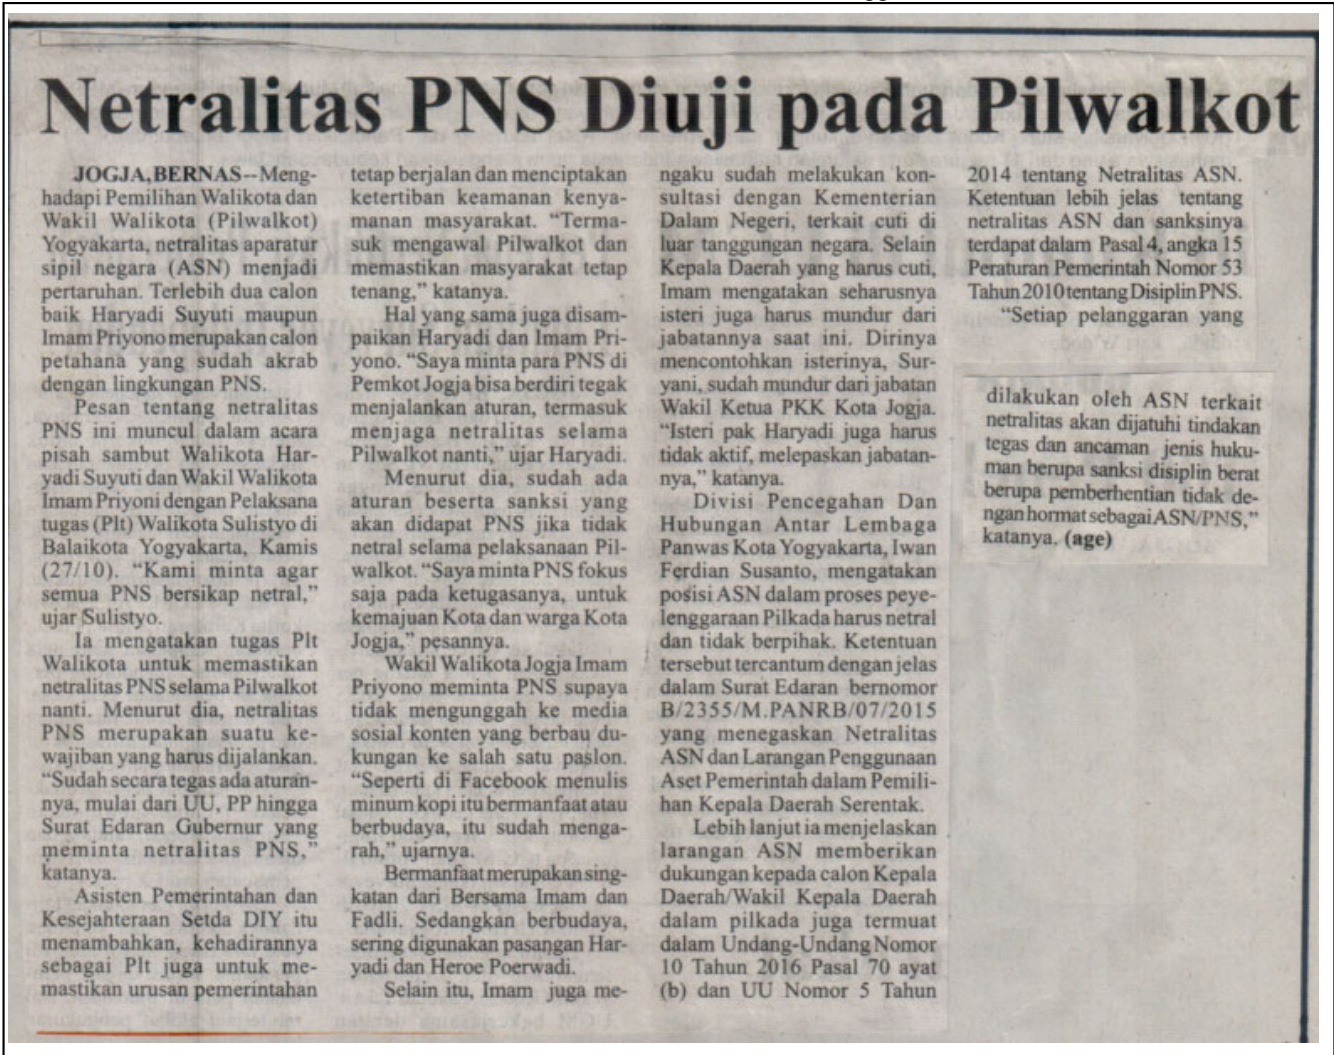 Netralitas PNS Diuji pada Pilwalkot
JOGJA,BERNAS--Meng-
hadapi Pemilihan Walikota dan
Wakil Walikota (Pilwalkot)
Yogyakarta, netralitas aparatur
sipil negara (ASN) menjadi
pertaruhan. Terlebih dua calon
baik Haryadi Suyuti maupun
Imam Priyono merupakan calon
petahana yang sudah akrab
dengan lingkungan PNS.
Pesan tentang netralitas
PNS ini muncul dalam acara
pisah sambut Walikota Har-
yadi Suyuti dan Wakil Walikota
Imam Priyoni dengan Pelaksana
tugas (Plt) Walikota Sulistyo di
Balaikota Yogyakarta, Kamis
(27/10). “Kami minta agar
semua PNS bersikap netral,”
ujar Sulistyo.
Ia mengatakan tugas Plt
Walikota untuk memastikan
netralitas PNS selama Pilwalkot
nanti. Menurut dia, netralitas
PNS merupakan suatu ke-
wajiban yang harus dijalankan.
“Sudah secara tegas ada aturan-
nya, mulai dari UU, PP hingga
Surat Edaran Gubernur yang
meminta netralitas PNS,”
katanya.
Asisten Pemerintahan dan
Kesejahteraan Setda DIY itu
menambahkan, kehadirannya
sebagai Plt juga untuk me-
mastikan urusan pemerintahan
tetap berjalan dan menciptakan
ketertiban keamanan kenya-
manan masyarakat. “Terma-
suk mengawal Pilwalkot dan
memastikan masyarakat tetap
tenang,” katanya.
Hal yang sama juga disam-
paikan Haryadi dan Imam Pri-
yono. “Saya minta para PNS di
Pemkot Jogja bisa berdiri tegak
menjalankan aturan, termasuk
menjaga netralitas selama
Pilwalkot nanti,” ujar Haryadi.
Menurut dia, sudah ada
aturan beserta sanksi yang
akan didapat PNS jika tidak
netral selama pelaksanaan Pil-
walkot. “Saya minta PNS fokus
saja pada ketugasanya, untuk
kemajuan Kota dan warga Kota
Jogja,” pesannya.
Wakil Walikota Jogja Imam
Priyono meminta PNS supaya
tidak mengunggah ke media
sosial konten yang berbau du-
kungan ke salah satu paslon.
“Seperti di Facebook menulis
minum kopi itu bermanfaat atau
berbudaya, itu sudah menga-
rah,” ujarnya.
Bermanfaat merupakan sing-
katan dari Bersama Imam dan
Fadli. Sedangkan berbudaya,
sering digunakan pasangan Har-
yadi dan Heroe Poerwadi.
Selain itu, Imam juga me-
ngaku sudah melakukan kon-
sultasi dengan Kementerian
Dalam Negeri, terkait cuti di
luar tanggungan negara. Selain
Kepala Daerah yang harus cuti,
Imam mengatakan seharusnya
isteri juga harus mundur dari
jabatannya saat ini. Dirinya
mencontohkan isterinya, Sur-
yani, sudah mundur dari jabatan
Wakil Ketua PKK Kota Jogja.
“Isteri pak Haryadi juga harus
tidak aktif, melepaskan jabatan-
nya,” katanya.
Divisi Pencegahan Dan
Hubungan Antar Lembaga
Panwas Kota Yogyakarta, Iwan
Ferdian Susanto, mengatakan
posisi ASN dalam proses peye-
lenggaraan Pilkada harus netral
dan tidak berpihak. Ketentuan
tersebut tercantum dengan jelas
dalam Surat Edaran bernomor
B/2355/M.PANRB/07/2015
yang menegaskan Netralitas
ASN dan Larangan Penggunaan
Aset Pemerintah dalam Pemili-
han Kepala Daerah Serentak.
Lebih lanjut ia menjelaskan
larangan ASN memberikan
dukungan kepada calon Kepala
Daerah/Wakil Kepala Daerah
dalam pilkada juga termuat
dalam Undang-Undang Nomor
10 Tahun 2016 Pasal 70 ayat
(b) dan UU Nomor 5 Tahun
2014 tentang Netralitas ASN.
Ketentuan lebih jelas tentang
netralitas ASN dan sanksinya
terdapat dalam Pasal 4, angka 15
Peraturan Pemerintah Nomor 53
Tahun 2010 tentang Disiplin PNS.
“Setiap pelanggaran yang
dilakukan oleh ASN terkait
netralitas akan dijatuhi tindakan
tegas dan ancaman jenis huku-
man berupa sanksi disiplin berat
berupa pemberhentian tidak de-
ngan hormat sebagai ASN/PNS,”
katanya. (age)